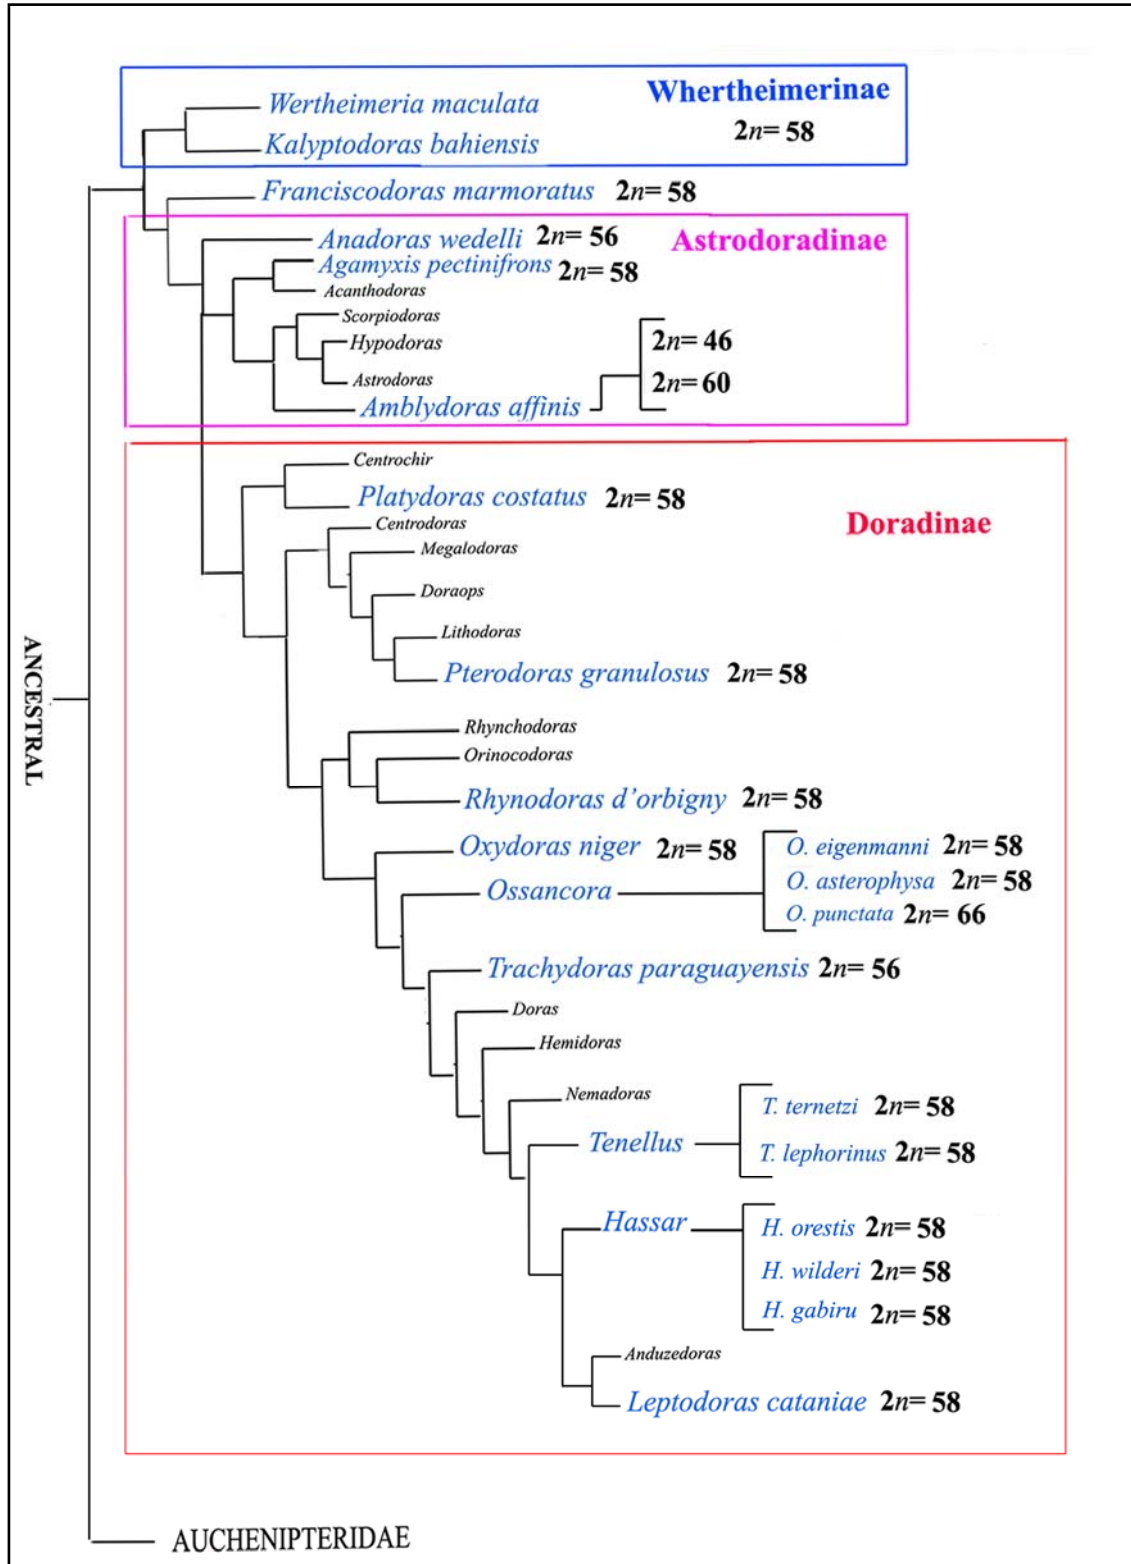 Whertheimerinae
2n= 58
Wertheimeria maculata
Kalyptodoras bahiensis
Franciscodoras marmoratus 2n= 58
Astrodoradinae
Anadoras wedelli 2n= 56
Agamyxis pectinifrons 2n= 58
Acanthodoras
Scorpiodoras
Hypodoras
Astrodoras
Amblydoras affinis
2n= 46
2n= 60
Doradinae
Centrochir
Platydoras costatus 2n= 58
Centrodoras
Megalodoras
Doraops
Lithodoras
Pterodoras granulosus 2n= 58
Rhynchodoras
Orinocodoras
Rhynodoras d'orbigny 2n= 58
Oxydoras niger 2n= 58
Ossancora
O. eigenmanni 2n= 58
O. asterophysa 2n= 58
O. punctata 2n= 66
Trachydoras paraguayensis 2n= 56
Doras
Hemidoras
Nemadoras
Tenellus
T. ternetzi 2n= 58
T. lephorinus 2n= 58
Hassar
H. orestis 2n= 58
H. wilderi 2n= 58
H. gabiru 2n= 58
Anduzedoras
Leptodoras cataniae 2n= 58
ANCESTRAL
AUCHENIPTERIDAE